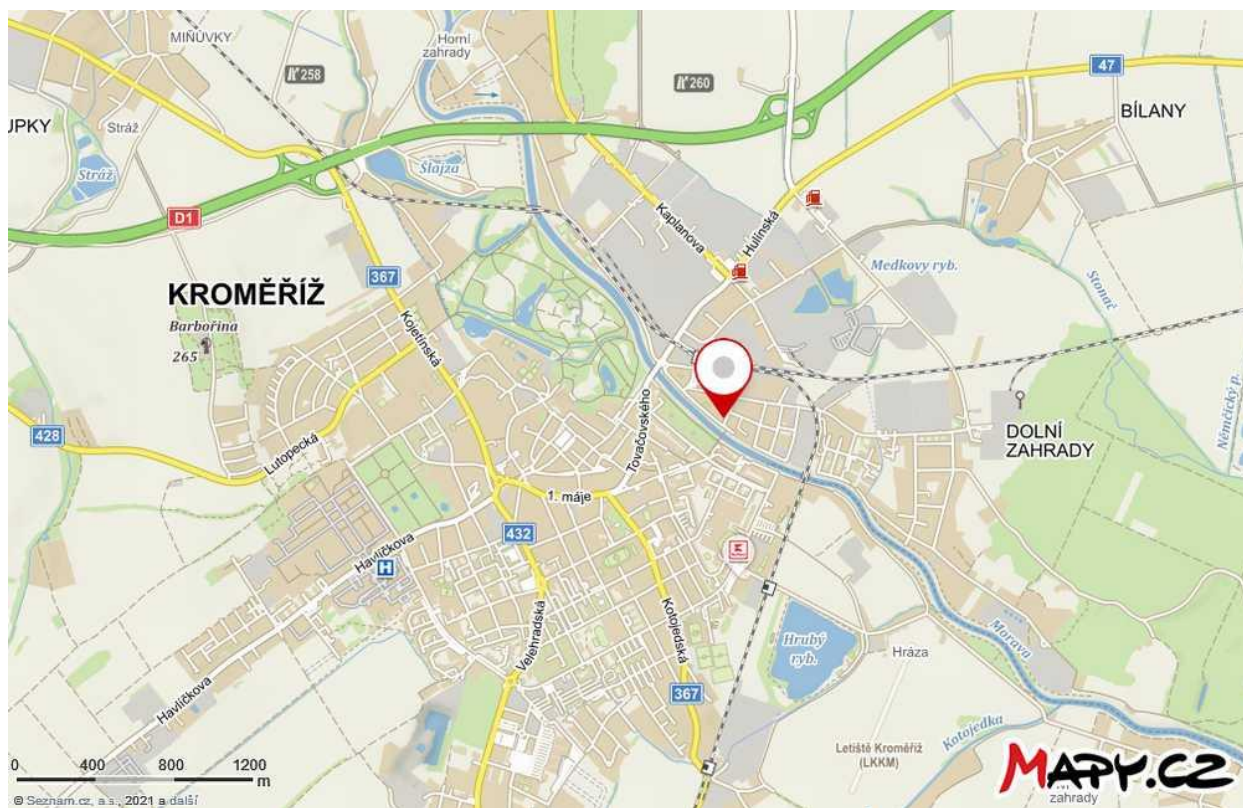 MIŇŮVKY
Horní
zahrady
258
260
47
UPKY
Stráž
Stráž
Šlajza
BÍLANY
D1
Kaplanova
Hulínská
367
Medkovy ryb.
Stonač
KROMĚŘÍŽ
Barbořina
265
Kojetínská
428
Lutopecká
Tovačovského
Němčický p.
DOLNÍ
ZAHRADY
1. máje
432
Havlíčkova
H
Velehradská
Kotojedská
Hrubý
ryb.
Hráza
Morava
Havlíčkova
367
Kotojedka
Letiště Kroměříž
(LKKM)
MAPY.CZ
zahrady
0 400 800 1200
m
© Seznam.cz, a.s., 2021 a další